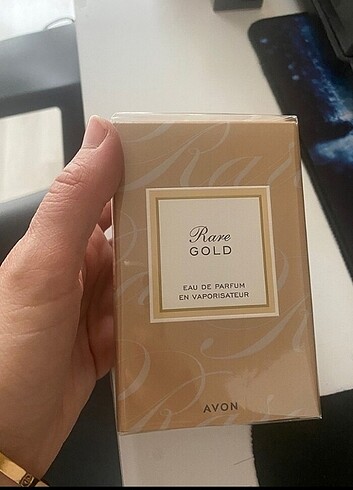 Rare
GOLD
EAU DE PARFUM
EN VAPORISATEUR
AVON